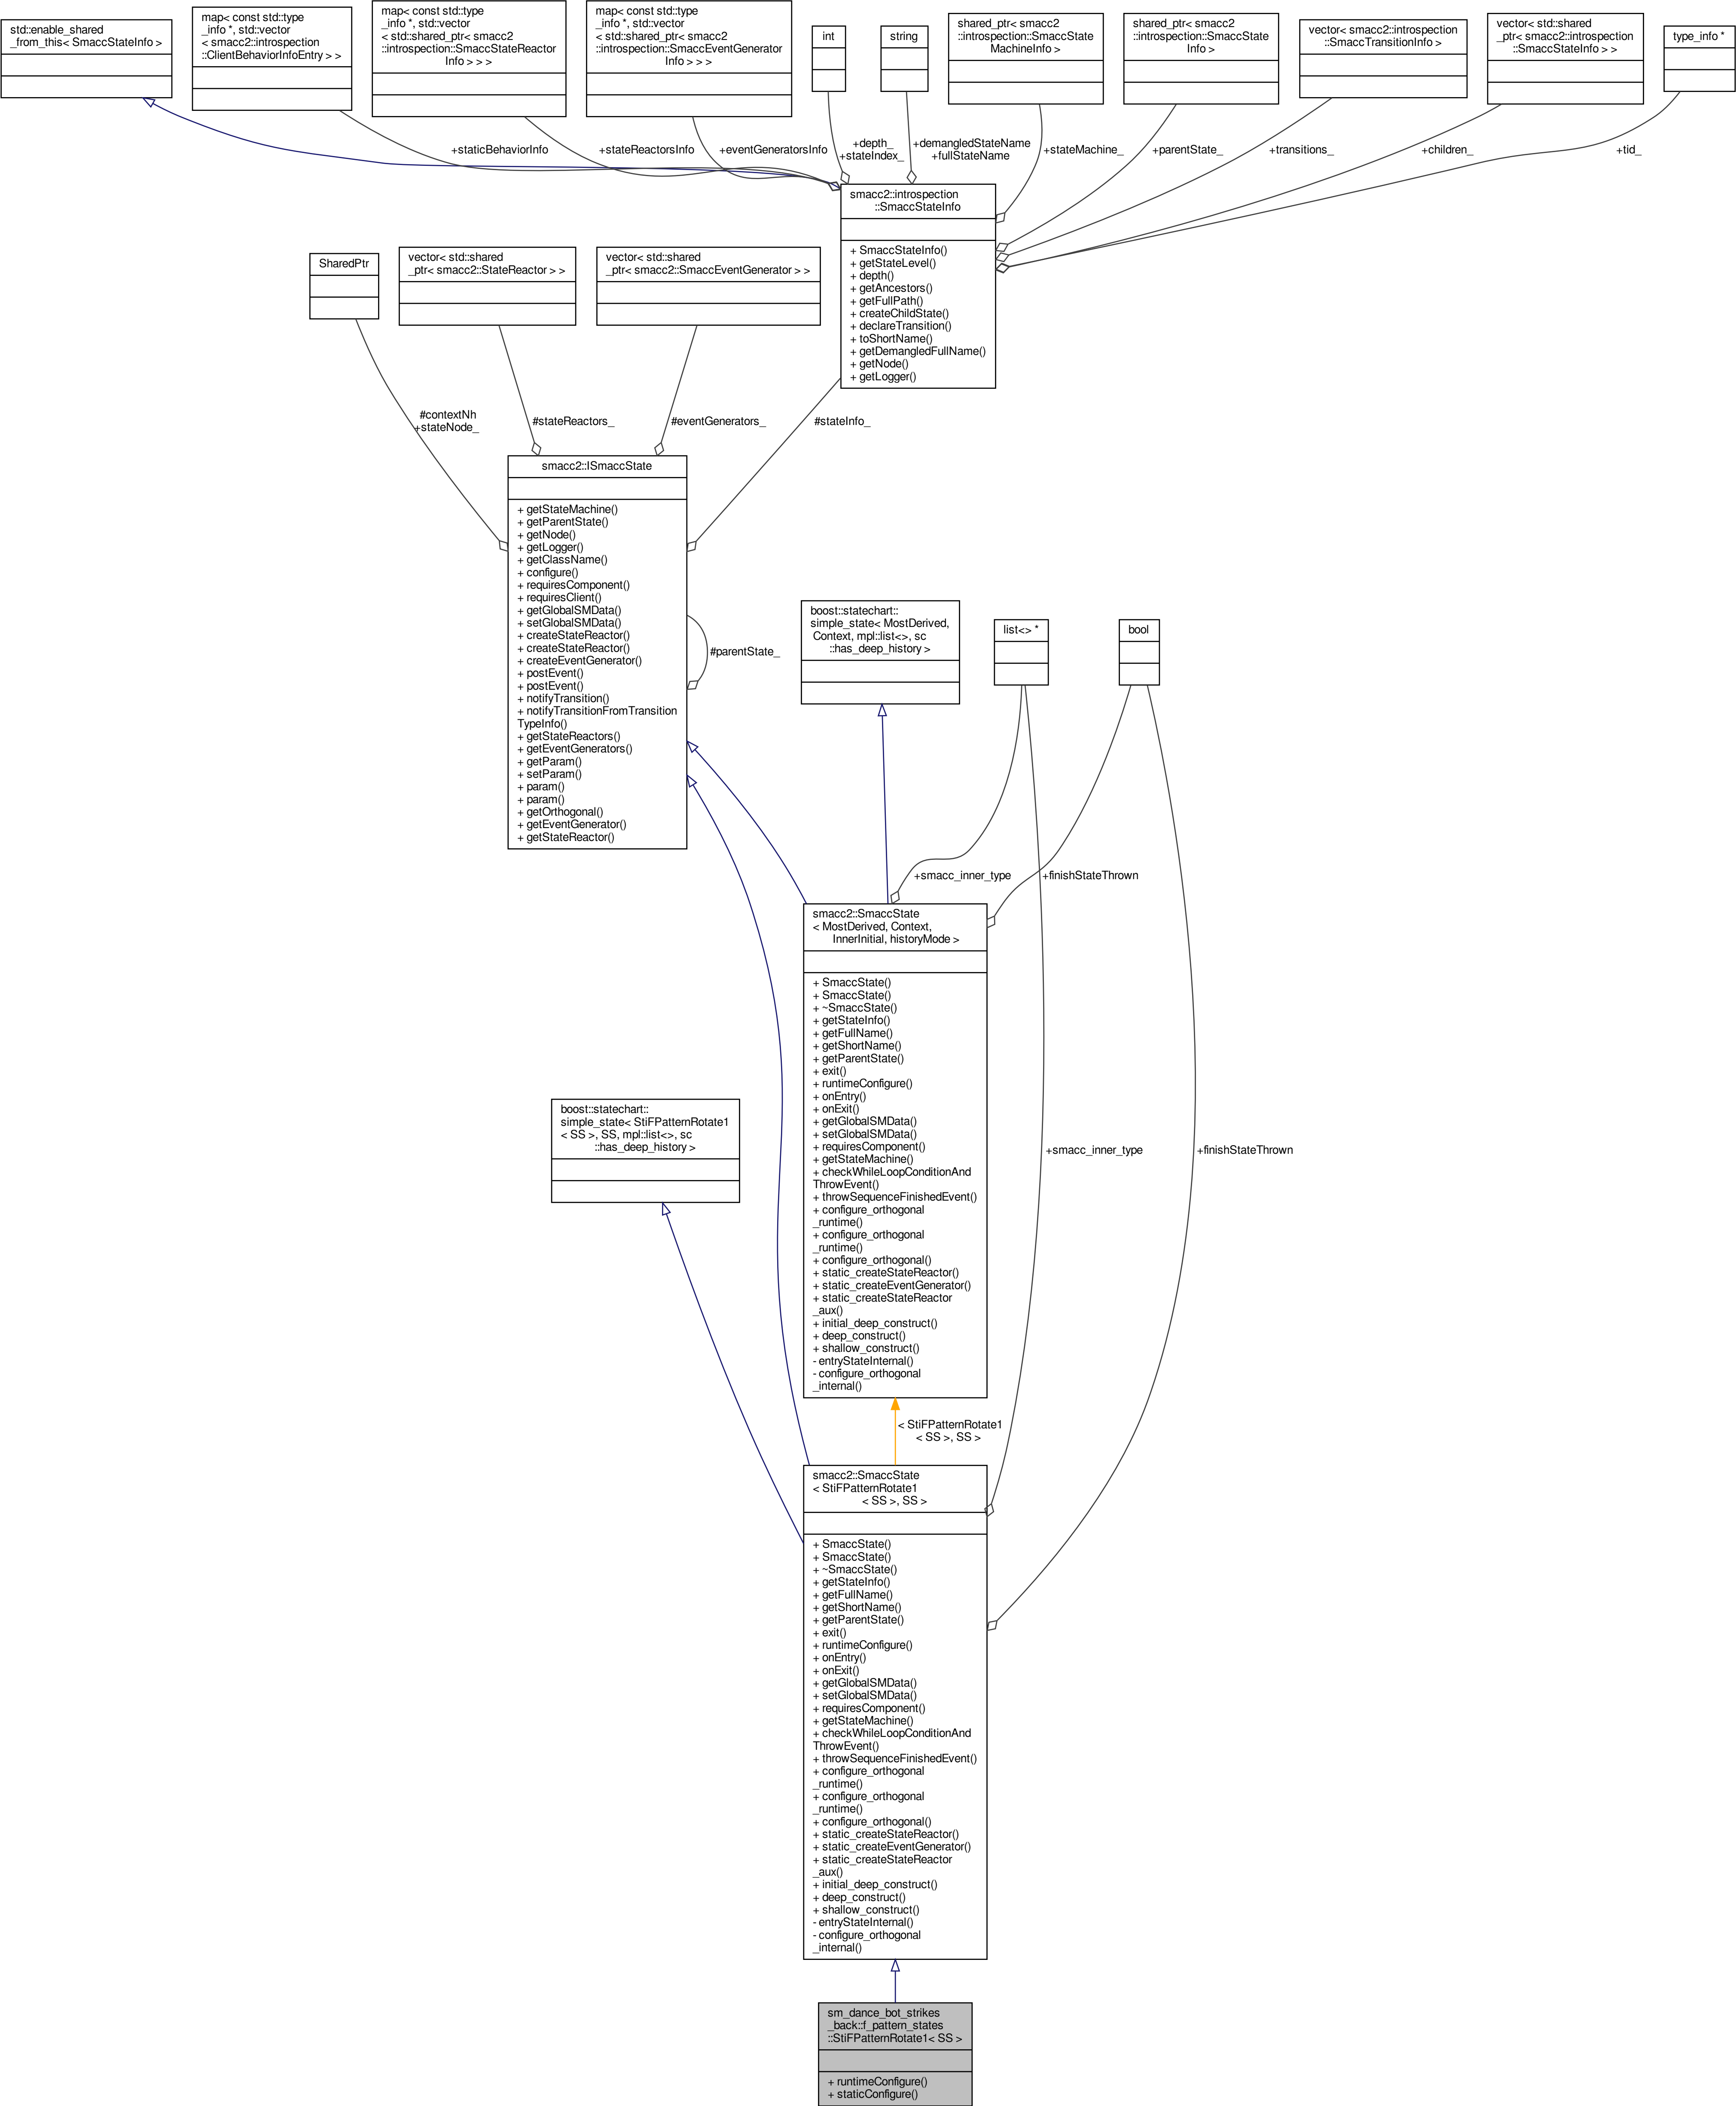 std::enable_shared
_from_this< SmaccStateInfo >
map< const std::type
_info *, std::vector
< smacc2::introspection
::ClientBehaviorInfoEntry > >
map< const std::type
_info *, std::vector
< std::shared_ptr< smacc2
::introspection::SmaccStateReactor
Info > > >
map< const std::type
_info *, std::vector
< std::shared_ptr< smacc2
::introspection::SmaccEventGenerator
Info > > >
int
string
shared_ptr< smacc2
::introspection::SmaccState
MachineInfo >
shared_ptr< smacc2
::introspection::SmaccState
Info >
vector< smacc2::introspection
::SmaccTransitionInfo >
vector< std::shared
_ptr< smacc2::introspection
::SmaccStateInfo > >
type_info *
+staticBehaviorInfo
+stateReactorsInfo
+eventGeneratorsInfo
+depth_
+stateIndex_
+demangledStateName
+fullStateName
+stateMachine_
+parentState_
+transitions_
+children_
+tid_
smacc2::introspection
::SmaccStateInfo
+ SmaccStateInfo()
+ getStateLevel()
+ depth()
+ getAncestors()
+ getFullPath()
+ createChildState()
+ declareTransition()
+ toShortName()
+ getDemangledFullName()
+ getNode()
+ getLogger()
SharedPtr
vector< std::shared
_ptr< smacc2::StateReactor > >
vector< std::shared
_ptr< smacc2::SmaccEventGenerator > >
#contextNh
+stateNode_
#stateReactors_
#eventGenerators_
#stateInfo_
smacc2::ISmaccState
+ getStateMachine()
+ getParentState()
+ getNode()
+ getLogger()
+ getClassName()
+ configure()
+ requiresComponent()
+ requiresClient()
+ getGlobalSMData()
+ setGlobalSMData()
+ createStateReactor()
+ createStateReactor()
+ createEventGenerator()
+ postEvent()
+ postEvent()
+ notifyTransition()
+ notifyTransitionFromTransition
TypeInfo()
+ getStateReactors()
+ getEventGenerators()
+ getParam()
+ setParam()
+ param()
+ param()
+ getOrthogonal()
+ getEventGenerator()
+ getStateReactor()
#parentState_
boost::statechart::
simple_state< MostDerived,
Context, mpl::list<>, sc
::has_deep_history >
list<> *
bool
+smacc_inner_type
+finishStateThrown
smacc2::SmaccState
< MostDerived, Context,
InnerInitial, historyMode >
+ SmaccState()
+ SmaccState()
+ ~SmaccState()
+ getStateInfo()
+ getFullName()
+ getShortName()
+ getParentState()
+ exit()
+ runtimeConfigure()
+ onEntry()
+ onExit()
+ getGlobalSMData()
+ setGlobalSMData()
+ requiresComponent()
+ getStateMachine()
+ checkWhileLoopConditionAnd
ThrowEvent()
+ throwSequenceFinishedEvent()
+ configure_orthogonal
_runtime()
+ configure_orthogonal
_runtime()
+ configure_orthogonal()
+ static_createStateReactor()
+ static_createEventGenerator()
+ static_createStateReactor
_aux()
+ initial_deep_construct()
+ deep_construct()
+ shallow_construct()
- entryStateInternal()
- configure_orthogonal
_internal()
boost::statechart::
simple_state< StiFPatternRotate1
< SS >, SS, mpl::list<>, sc
::has_deep_history >
+smacc_inner_type
+finishStateThrown
< StiFPatternRotate1
< SS >, SS >
smacc2::SmaccState
< StiFPatternRotate1
< SS >, SS >
+ SmaccState()
+ SmaccState()
+ ~SmaccState()
+ getStateInfo()
+ getFullName()
+ getShortName()
+ getParentState()
+ exit()
+ runtimeConfigure()
+ onEntry()
+ onExit()
+ getGlobalSMData()
+ setGlobalSMData()
+ requiresComponent()
+ getStateMachine()
+ checkWhileLoopConditionAnd
ThrowEvent()
+ throwSequenceFinishedEvent()
+ configure_orthogonal
_runtime()
+ configure_orthogonal
_runtime()
+ configure_orthogonal()
+ static_createStateReactor()
+ static_createEventGenerator()
+ static_createStateReactor
_aux()
+ initial_deep_construct()
+ deep_construct()
+ shallow_construct()
- entryStateInternal()
- configure_orthogonal
_internal()
sm_dance_bot_strikes
_back::f_pattern_states
::StiFPatternRotate1< SS >
+ runtimeConfigure()
+ staticConfigure()